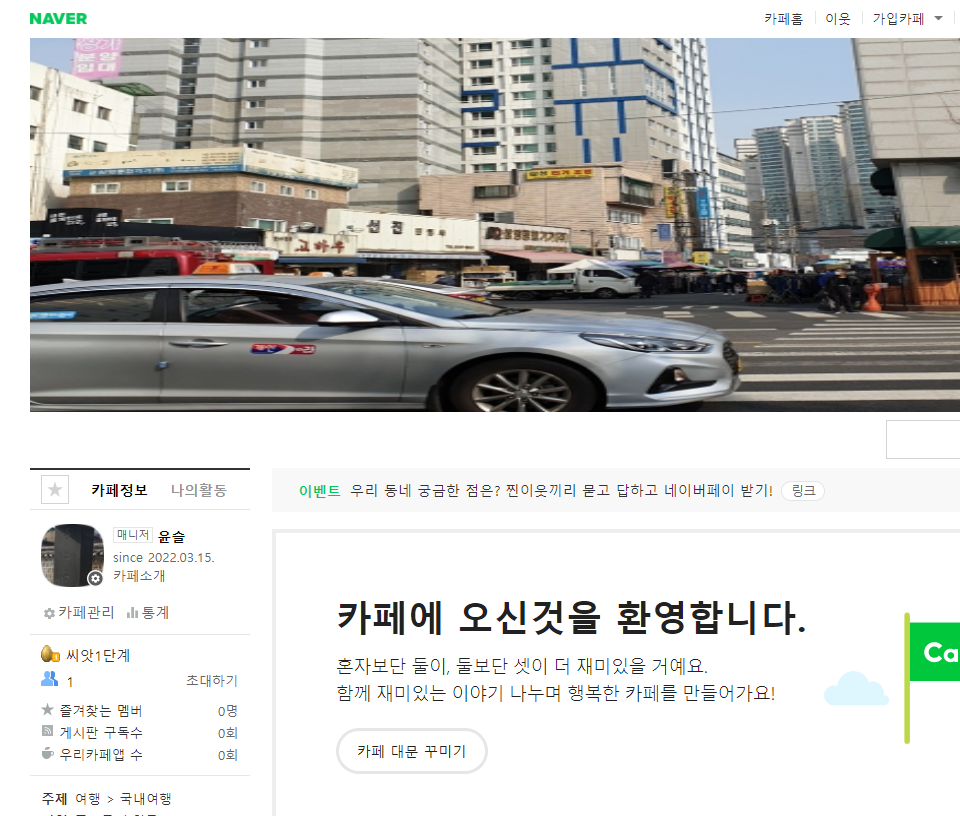 NAVER
카페홈
이웃
가입카페
분양
임대
선진
고바우
이벤트 우리 동네 궁금한 점은? 찐이웃끼리 묻고 답하고 네이버페이 받기! 링크
카페정보 나의활동
매니저 윤슬
since 2022.03.15.
카페소개
카페관리 통계
씨앗1단계
1 초대하기
즐겨찾는 멤버 0명
게시판 구독수 0회
우리카페앱 수 0회
주제 여행 > 국내여행
카페에 오신것을 환영합니다.
혼자보단 둘이, 둘보단 셋이 더 재미있을 거예요.
함께 재미있는 이야기 나누며 행복한 카페를 만들어가요!
카페 대문 꾸미기
Ca